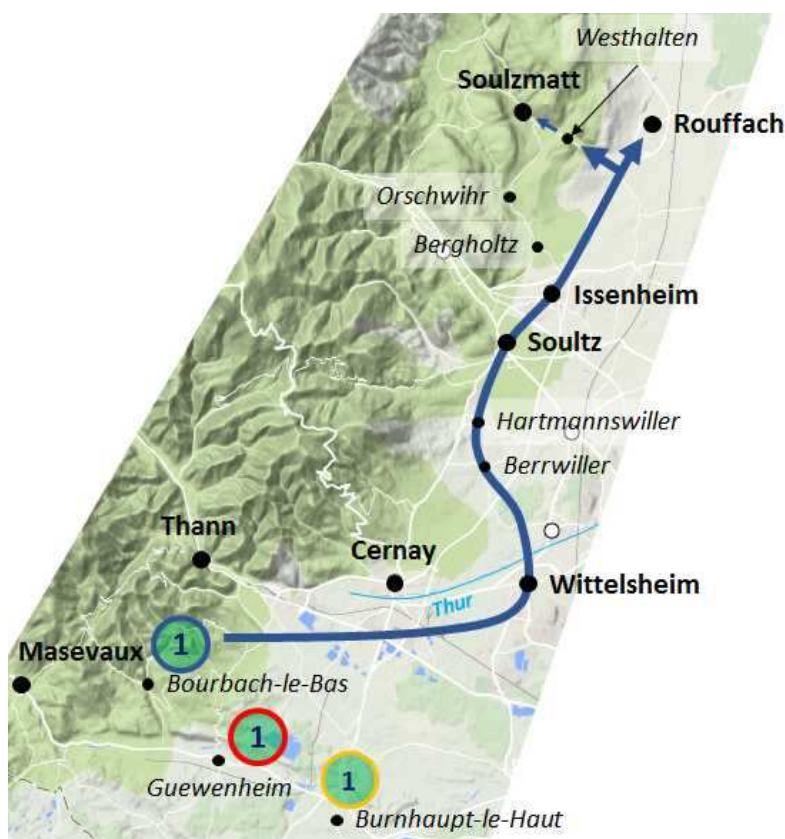 Westhalten
Soulzmatt
Rouffach
Orschwihr
Bergholtz
Issenheim
Soultz
Hartmannswiller
Berrwiller
Thann
Cernay
Wittelsheim
Thur
1
Masevaux
Bourbach-le-Bas
1
Guewenheim
1
Burnhaupt-le-Haut